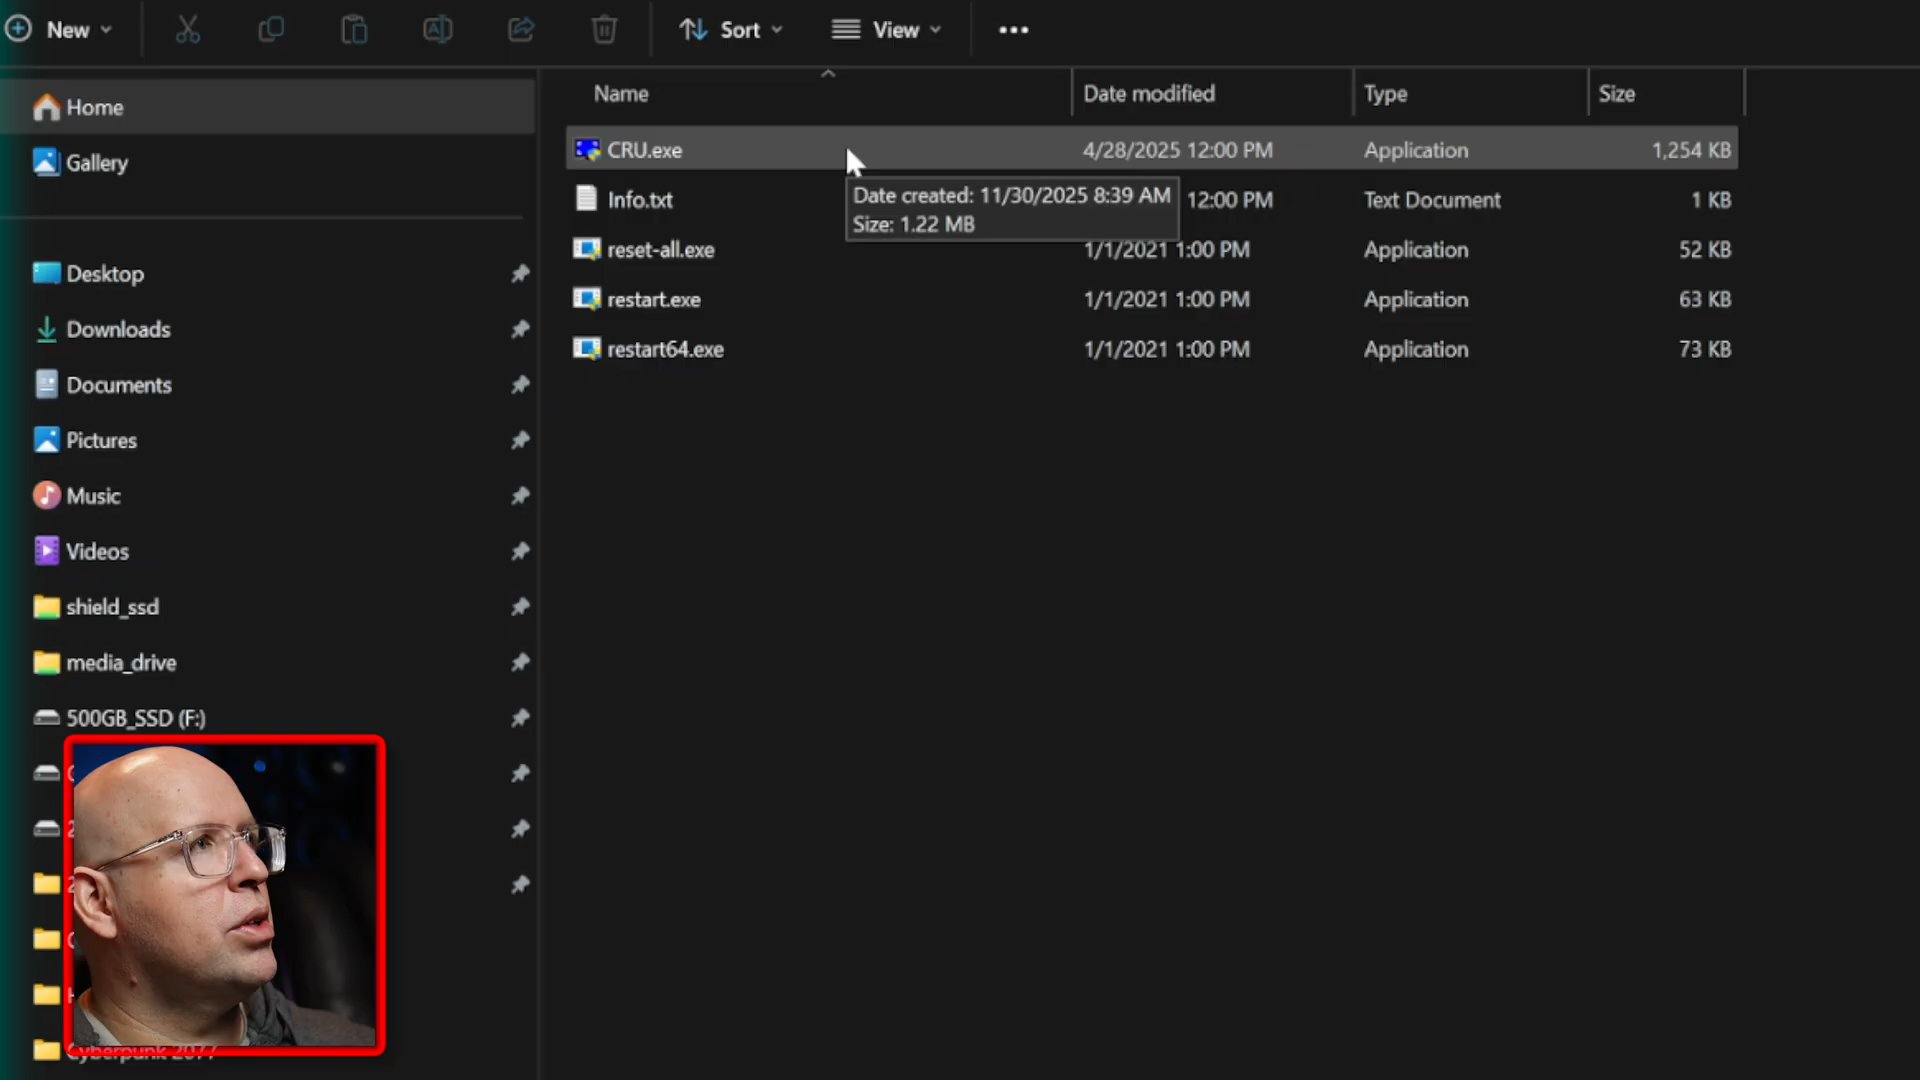 New
Sort
View
Home
Gallery
Desktop
Downloads
Documents
Pictures
Music
Videos
shield_ssd
media_drive
500GB_SSD (F:)
Cyberpunk 2077
Name Date modified Type Size
CRU.exe 4/28/2025 12:00 PM Application 1,254 KB
Info.txt 12:00 PM Text Document 1 KB
Date created: 11/30/2025 8:39 AM
Size: 1.22 MB
reset-all.exe 1/1/2021 1:00 PM Application 52 KB
restart.exe 1/1/2021 1:00 PM Application 63 KB
restart64.exe 1/1/2021 1:00 PM Application 73 KB